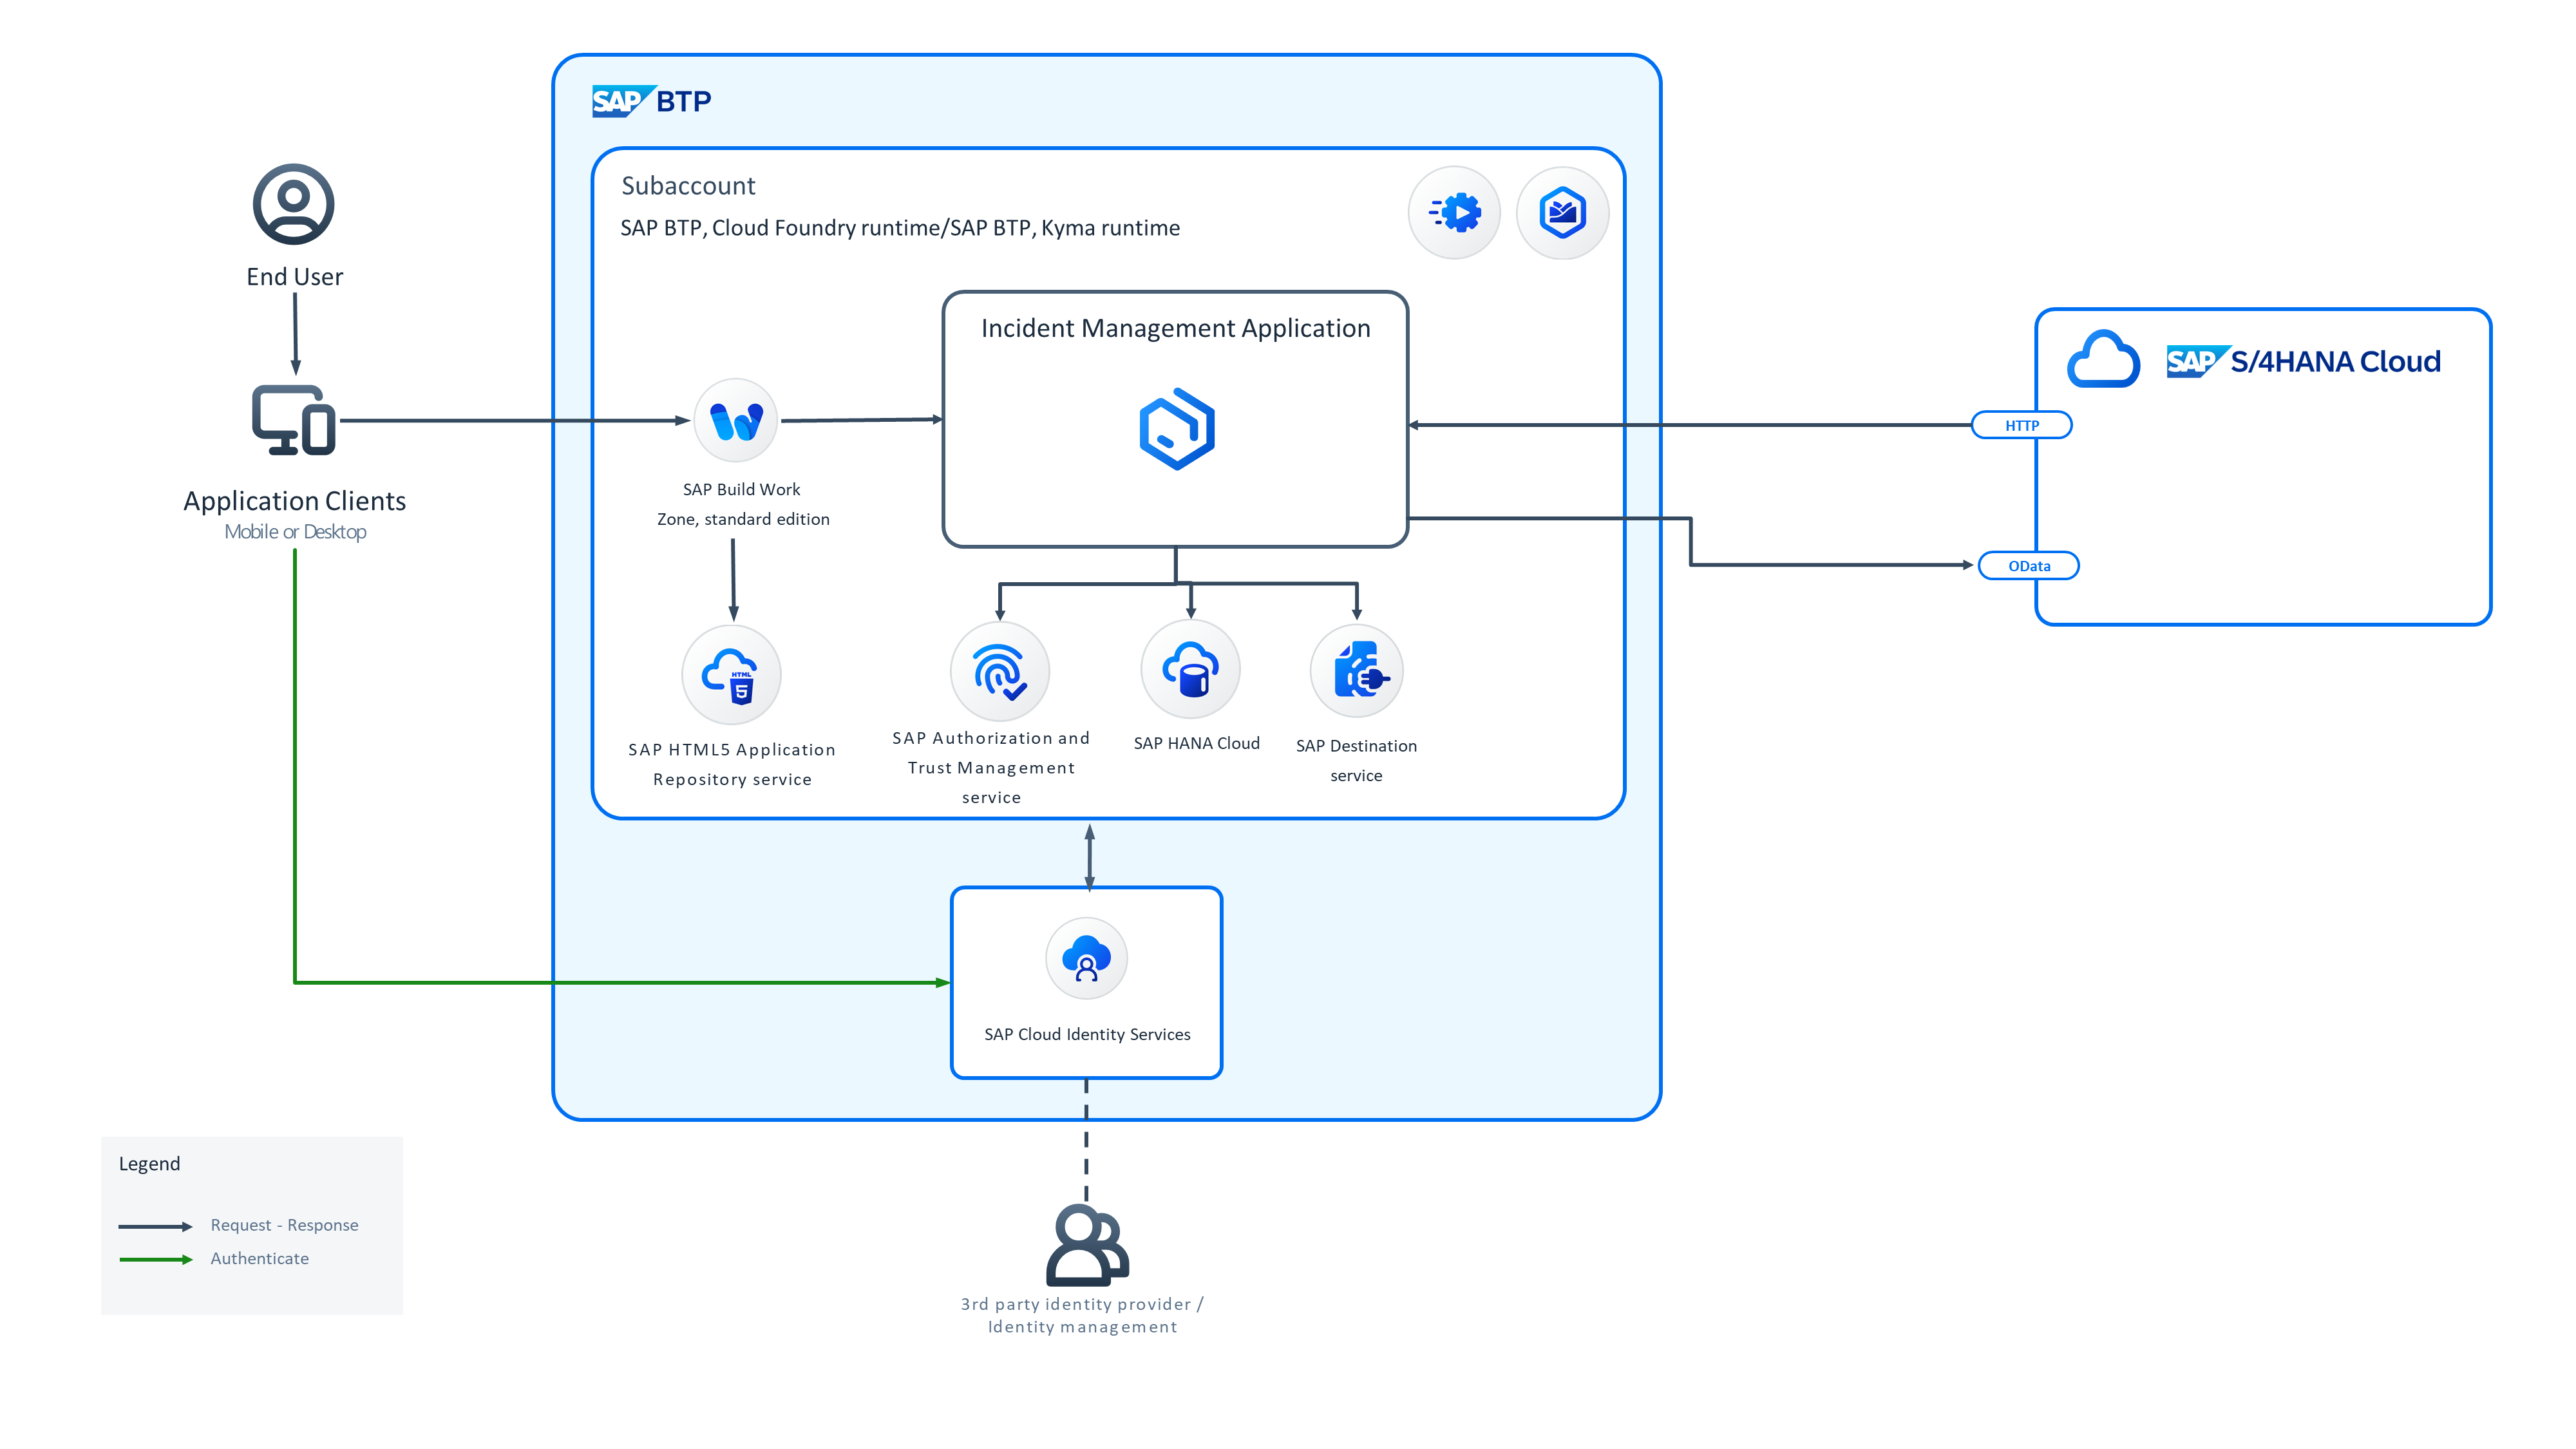 SAP BTP
Subaccount
SAP BTP, Cloud Foundry runtime/SAP BTP, Kyma runtime
End User
Application Clients
Mobile or Desktop
Incident Management Application
SAP Build Work
Zone, standard edition
HTML
5
SAP HTML5 Application
Repository service
SAP Authorization and
Trust Management
service
SAP HANA Cloud
SAP Destination
service
SAP S/4HANA Cloud
HTTP
OData
SAP Cloud Identity Services
3rd party identity provider /
Identity management
Legend
Request - Response
Authenticate